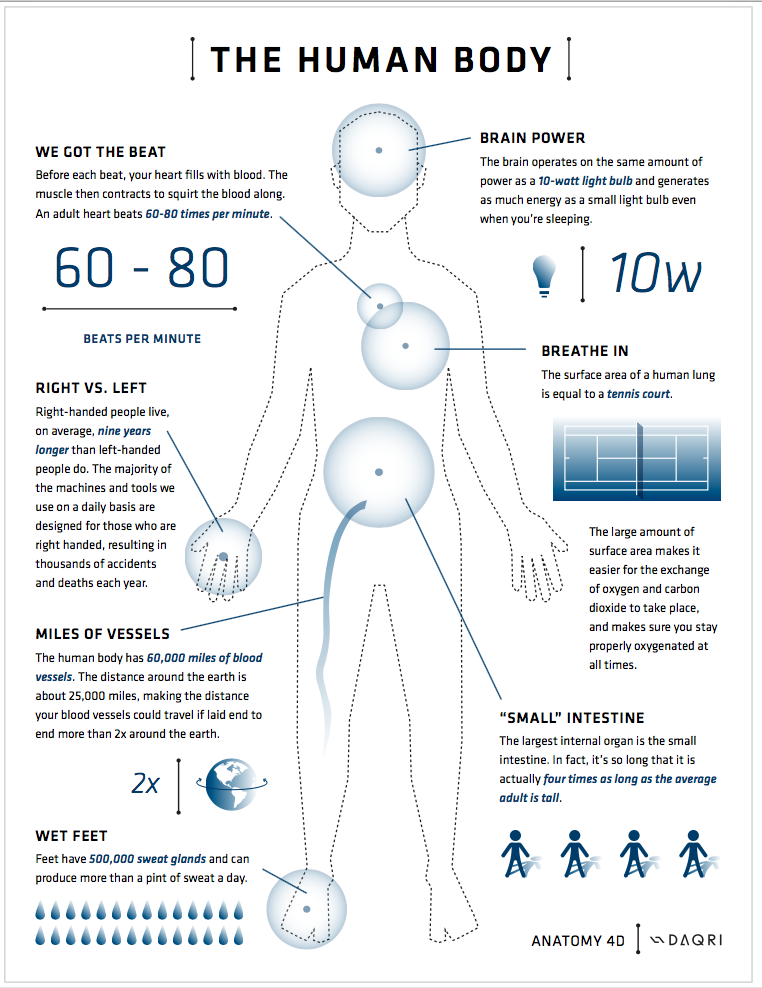 THE HUMAN BODY
WE GOT THE BEAT
Before each beat, your heart fills with blood. The
muscle then contracts to squirt the blood along.
An adult heart beats 60-80 times per minute.
60 - 80
BEATS PER MINUTE
BRAIN POWER
The brain operates on the same amount of
power as a 10-watt light bulb and generates
as much energy as a small light bulb even
when you're sleeping.
10w
BREATHE IN
The surface area of a human lung
is equal to a tennis court.
The large amount of
surface area makes it
easier for the exchange
of oxygen and carbon
dioxide to take place,
and makes sure you stay
properly oxygenated at
all times.
RIGHT VS. LEFT
Right-handed people live,
on average, nine years
longer than left-handed
people do. The majority of
the machines and tools we
use on a daily basis are
designed for those who are
right handed, resulting in
thousands of accidents
and deaths each year.
MILES OF VESSELS
The human body has 60,000 miles of blood
vessels. The distance around the earth is
about 25,000 miles, making the distance
your blood vessels could travel if laid end to
end more than 2x around the earth.
2x
"SMALL" INTESTINE
The largest internal organ is the small
intestine. In fact, it's so long that it is
actually four times as long as the average
adult is tall.
WET FEET
Feet have 500,000 sweat glands and can
produce more than a pint of sweat a day.
ANATOMY 4D
DAQRI